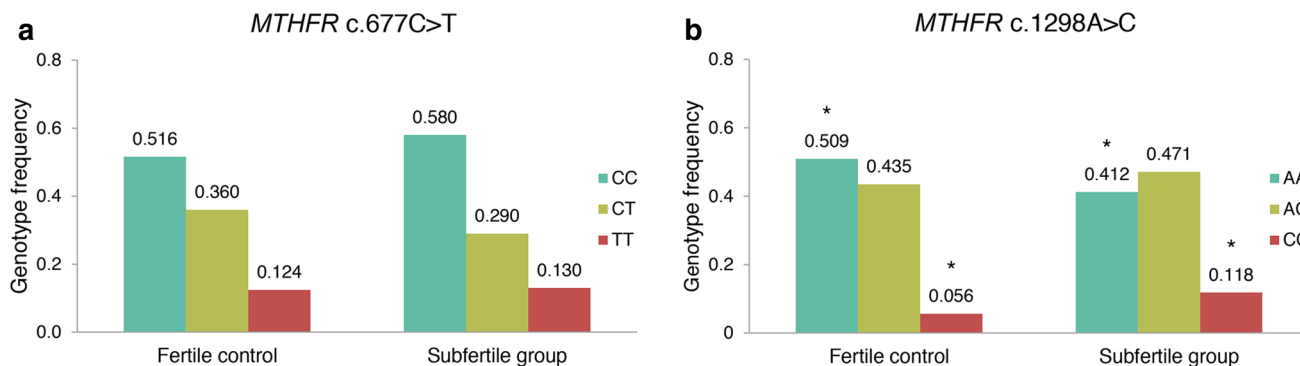 a
MTHFR c.677C>T
Genotype frequency
0.8
0.6
0.4
0.2
0.0
0.516
0.360
0.124
0.580
0.290
0.130
CC
CT
TT
Fertile control
Subfertile group
b
MTHFR c.1298A>C
Genotype frequency
0.8
0.6
0.4
0.2
0
*
0.509
0.435
*
0.056
*
0.412
0.471
*
0.118
Fertile control
Subfertile group